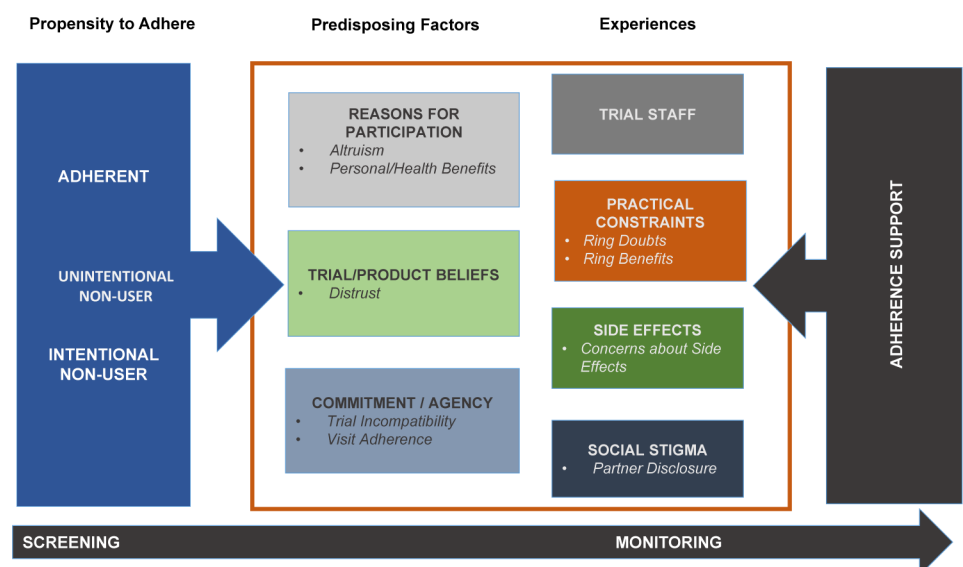 Propensity to Adhere
Predisposing Factors
Experiences
ADHERENT
UNINTENTIONAL
NON-USER
INTENTIONAL
NON-USER
REASONS FOR
PARTICIPATION
• Altruism
• Personal/Health Benefits
TRIAL/PRODUCT BELIEFS
• Distrust
COMMITMENT / AGENCY
• Trial Incompatibility
• Visit Adherence
TRIAL STAFF
PRACTICAL
CONSTRAINTS
• Ring Doubts
• Ring Benefits
SIDE EFFECTS
• Concerns about Side
Effects
SOCIAL STIGMA
• Partner Disclosure
ADHERENCE SUPPORT
SCREENING
MONITORING